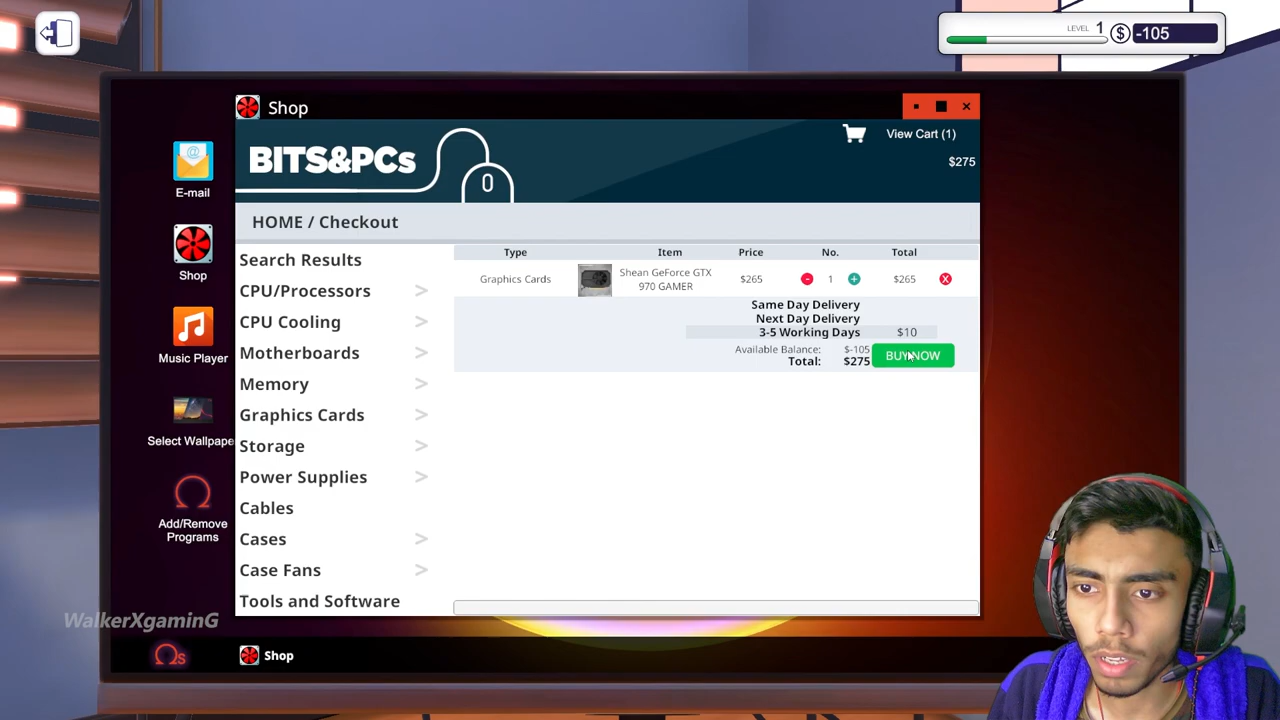 LEVEL 1 $ -105
Shop
BITS&PCs
View Cart (1)
$275
HOME / Checkout
Search Results
CPU/Processors >
CPU Cooling >
Motherboards >
Memory >
Graphics Cards >
Storage >
Power Supplies >
Cables
Cases >
Case Fans >
Tools and Software
Type Item Price No. Total
Graphics Cards Shean GeForce GTX 970 GAMER $265 - 1 + $265 X
Same Day Delivery
Next Day Delivery
3-5 Working Days $10
Available Balance: $-105
Total: $275
BUY NOW
E-mail
Shop
Music Player
Select Wallpape
Add/Remove
Programs
WalkerXgaminG
Ωs
Shop